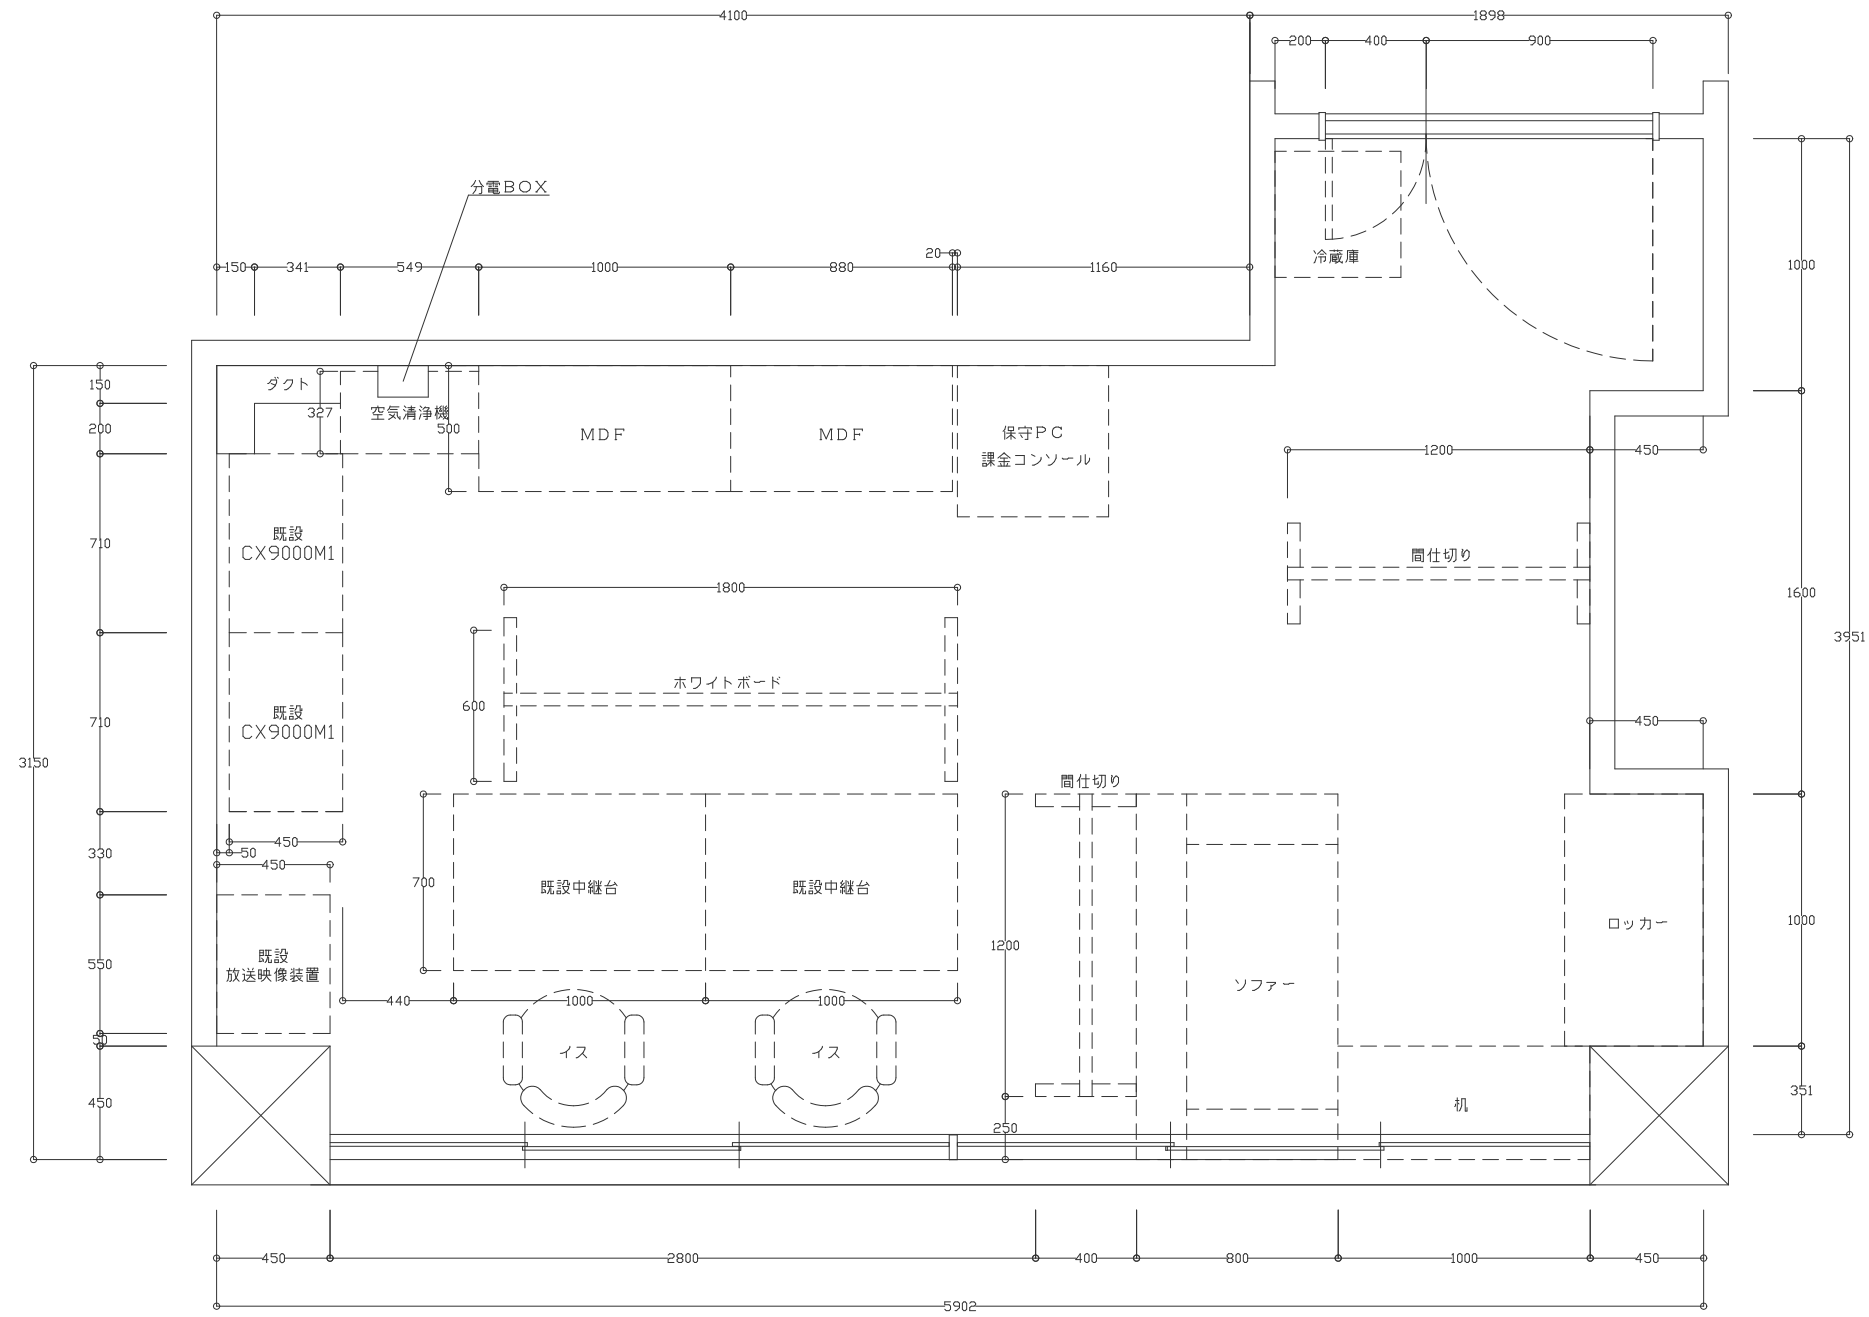 4100
1898
200
400
900
分電BOX
150
341
549
1000
880
20
1160
冷蔵庫
1000
3150
150
200
ダクト
327
空気清浄機
500
MDF
MDF
保守PC
課金コンソール
1200
450
710
既設
CX9000M1
間仕切り
1600
3951
1800
600
ホワイトボード
710
既設
CX9000M1
450
間仕切り
450
50
330
450
700
既設中継台
既設中継台
1200
ロッカー
1000
550
既設
放送映像装置
440
1000
1000
ソファー
50
イス
イス
450
250
机
351
450
2800
400
800
1000
450
5902